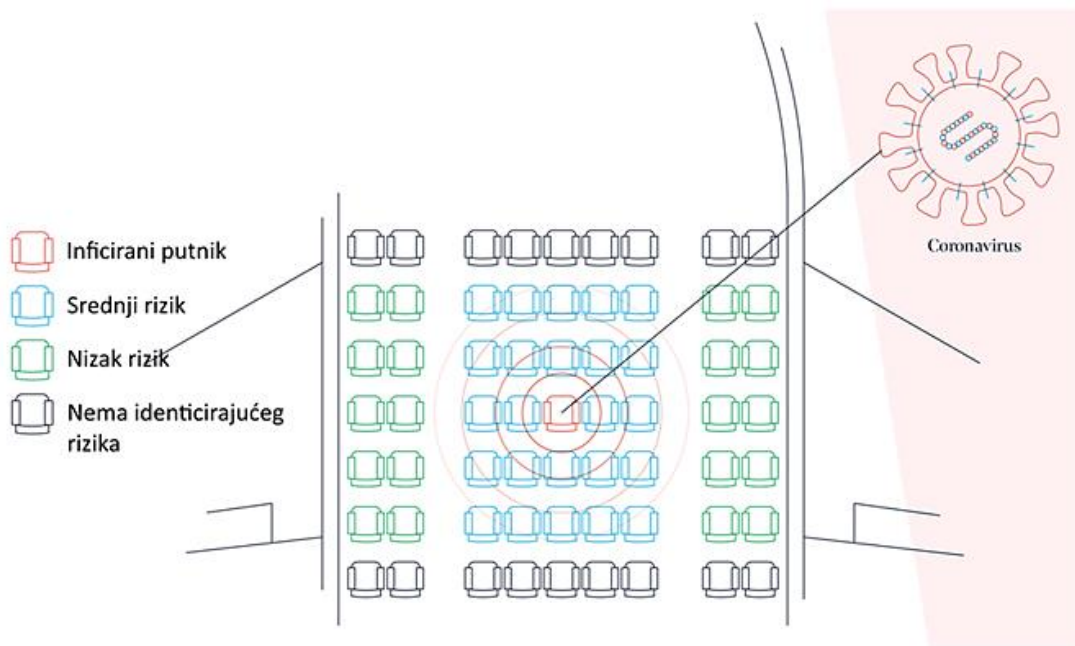 Inficirani putnik
Srednji rizik
Nizak rizik
Nema identicirajućeg
rizika
Coronavirus